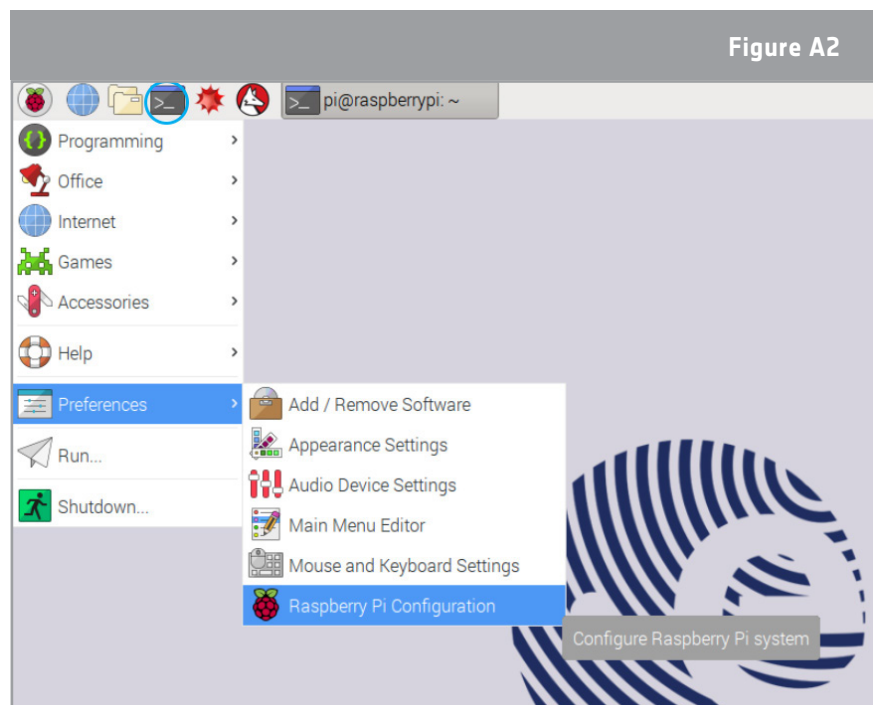 Figure A2
>_
>_ pi@raspberrypi: ~
Programming
Office
Internet
Games
Accessories
Help
Preferences
Add / Remove Software
Appearance Settings
Run...
Audio Device Settings
Shutdown...
Main Menu Editor
Mouse and Keyboard Settings
Raspberry Pi Configuration
Configure Raspberry Pi system